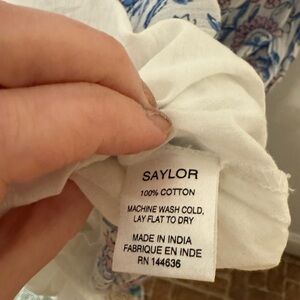 SAYLOR
100% COTTON
MACHINE WASH COLD,
LAY FLAT TO DRY
MADE IN INDIA
FABRIQUE EN INDE
RN 144636